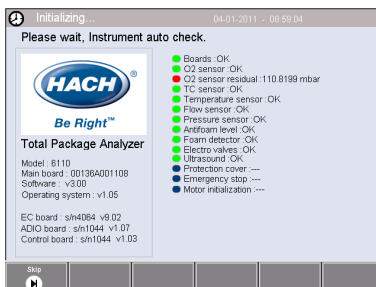 Initializing...
04-01-2011 - 08:59:04
Please wait, Instrument auto check.
HACH
Be Right™
Total Package Analyzer
Model : 6110
Main board : 00136A001108
Software : v3.00
Operating system : v1.05
EC board : s/n4064 v9.02
ADIO board : s/n1044 v1.07
Control board : s/n1044 v1.03
Boards :OK
O2 sensor :OK
O2 sensor residual :110.8199 mbar
TC sensor :OK
Temperature sensor :OK
Flow sensor :OK
Pressure sensor :OK
Antifoam level :OK
Foam detector :OK
Electro valves :OK
Ultrasound :OK
Protection cover :---
Emergency stop :---
Motor initialization :---
Skip